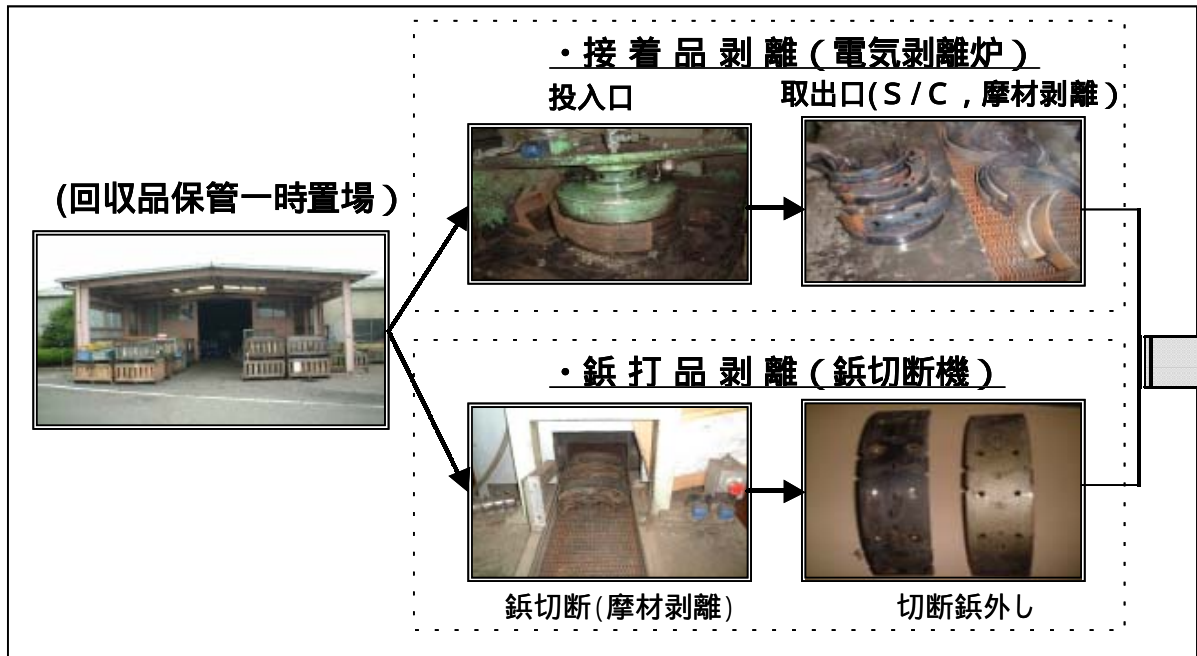 ・接 着 品 剥 離（電気剥離炉）
投入口
取出口(Ｓ/Ｃ，摩材剥離）
(回収品保管一時置場）
・鋲 打 品 剥 離（鋲切断機）
鋲切断(摩材剥離)
切断鋲外し